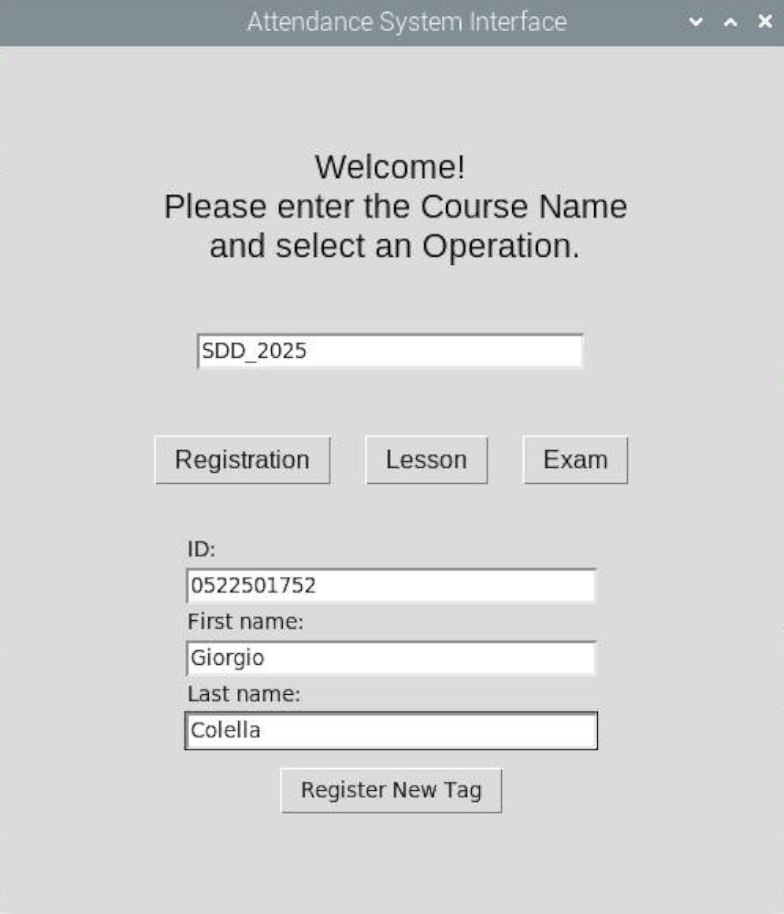 Attendance System Interface
Welcome!
Please enter the Course Name
and select an Operation.
SDD_2025
Registration Lesson Exam
ID:
0522501752
First name:
Giorgio
Last name:
Colella
Register New Tag